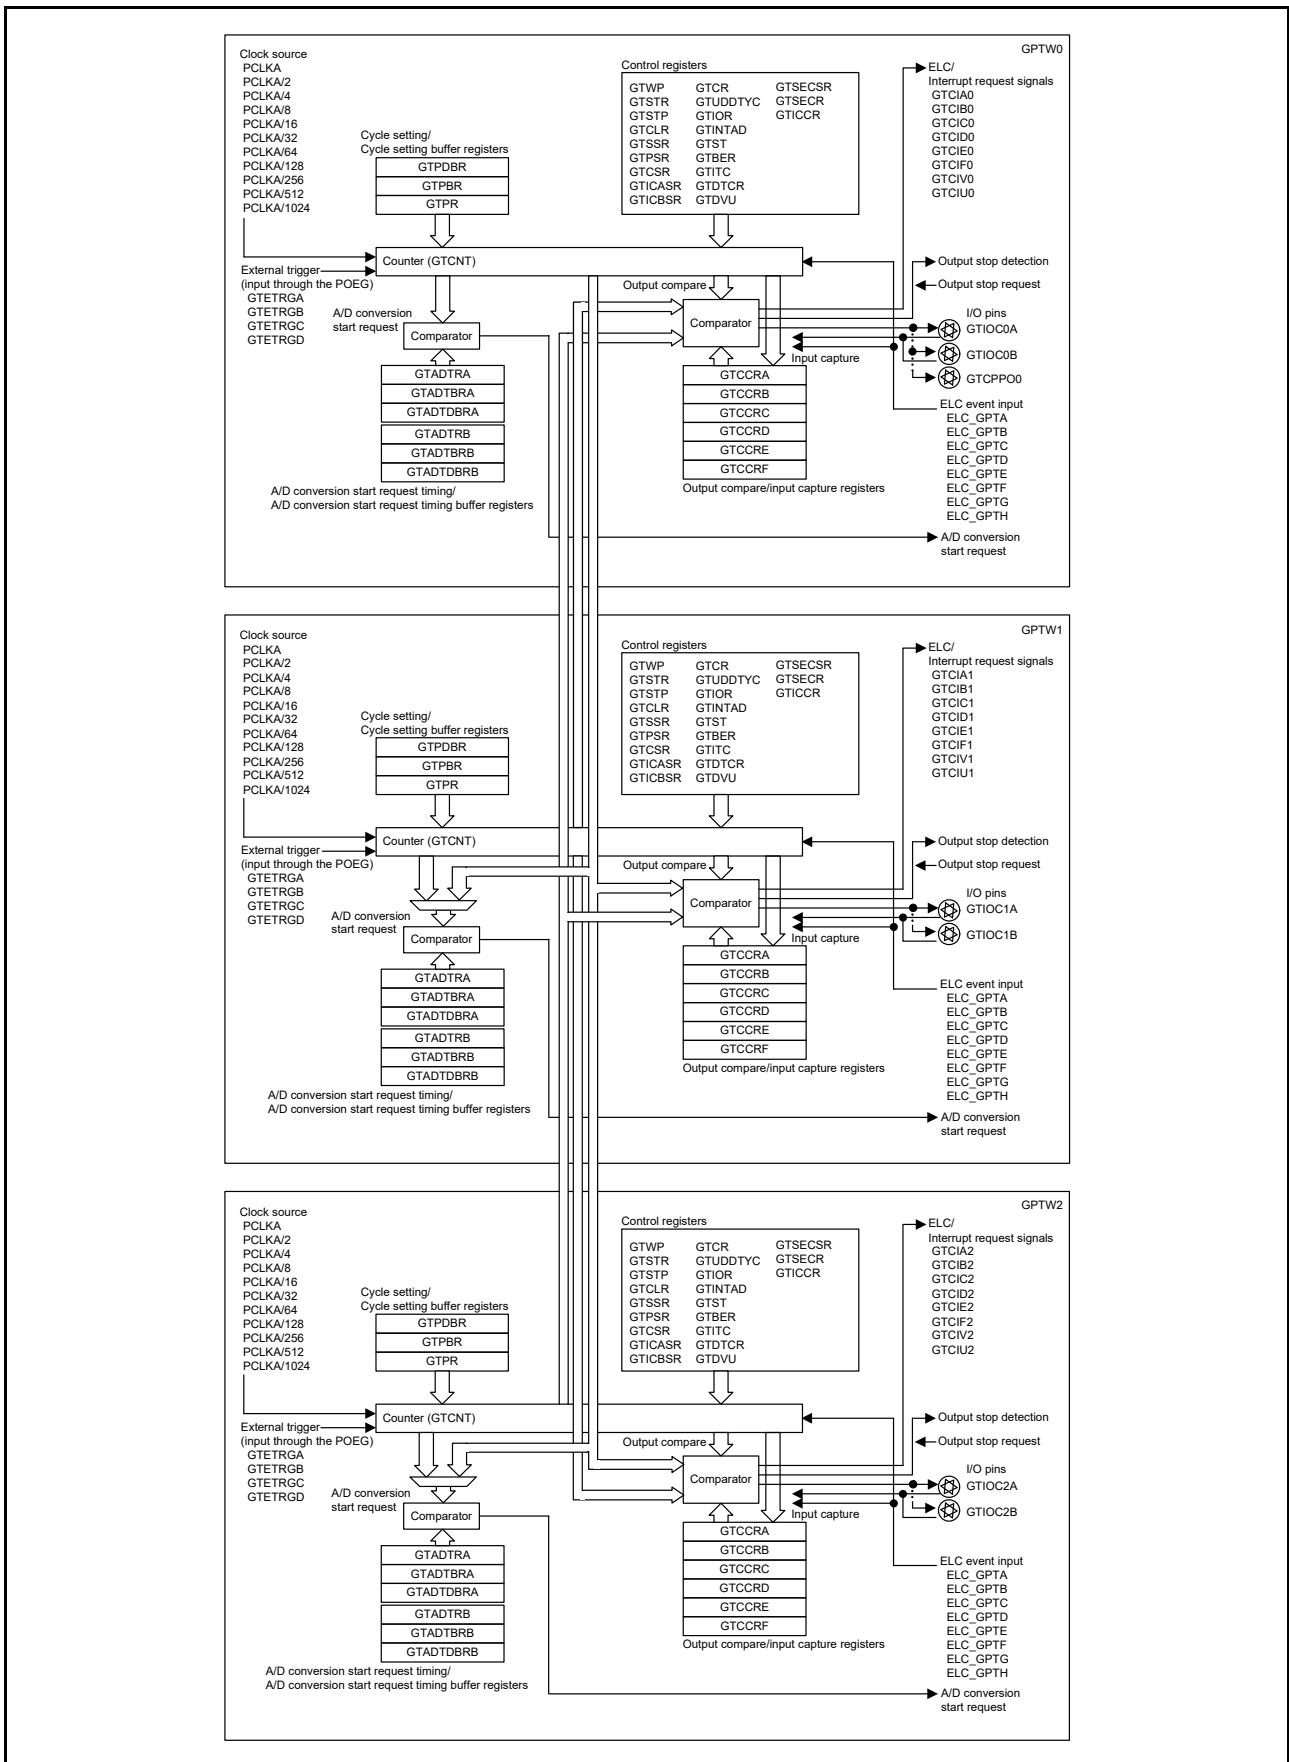 GPTW0
Clock source
PCLKA
PCLKA/2
PCLKA/4
PCLKA/8
PCLKA/16
PCLKA/32
PCLKA/64
PCLKA/128
PCLKA/256
PCLKA/512
PCLKA/1024
External trigger
(input through the POEG)
GTETRGA
GTETRGB
GTETRGC
GTETRGD
Cycle setting/
Cycle setting buffer registers
GTPDBR
GTPBR
GTPR
Counter (GTCNT)
A/D conversion
start request
Comparator
GTADTRA
GTADTBRA
GTADTDBRA
GTADTRB
GTADTBRB
GTADTDBRB
A/D conversion start request timing/
A/D conversion start request timing buffer registers
Control registers
GTWP GTCR GTSECSR
GTSTR GTUDDTYC GTSECR
GTSTP GTIOR GTICCR
GTCLR GTINTAD
GTSSR GTST
GTPSR GTBER
GTCSR GTITC
GTICASR GTDTCR
GTICBSR GTDVU
Output compare
Comparator
Input capture
GTCCRA
GTCCRB
GTCCRC
GTCCRD
GTCCRE
GTCCRF
Output compare/input capture registers
ELC/
Interrupt request signals
GTCIA0
GTCIB0
GTCIC0
GTCID0
GTCIE0
GTCIF0
GTCIV0
GTCIU0
Output stop detection
Output stop request
I/O pins
GTIOC0A
GTIOC0B
GTCPPO0
ELC event input
ELC_GPTA
ELC_GPTB
ELC_GPTC
ELC_GPTD
ELC_GPTE
ELC_GPTF
ELC_GPTG
ELC_GPTH
A/D conversion
start request
GPTW1
Clock source
PCLKA
PCLKA/2
PCLKA/4
PCLKA/8
PCLKA/16
PCLKA/32
PCLKA/64
PCLKA/128
PCLKA/256
PCLKA/512
PCLKA/1024
External trigger
(input through the POEG)
GTETRGA
GTETRGB
GTETRGC
GTETRGD
Cycle setting/
Cycle setting buffer registers
GTPDBR
GTPBR
GTPR
Counter (GTCNT)
A/D conversion
start request
Comparator
GTADTRA
GTADTBRA
GTADTDBRA
GTADTRB
GTADTBRB
GTADTDBRB
A/D conversion start request timing/
A/D conversion start request timing buffer registers
Control registers
GTWP GTCR GTSECSR
GTSTR GTUDDTYC GTSECR
GTSTP GTIOR GTICCR
GTCLR GTINTAD
GTSSR GTST
GTPSR GTBER
GTCSR GTITC
GTICASR GTDTCR
GTICBSR GTDVU
Output compare
Comparator
Input capture
GTCCRA
GTCCRB
GTCCRC
GTCCRD
GTCCRE
GTCCRF
Output compare/input capture registers
ELC/
Interrupt request signals
GTCIA1
GTCIB1
GTCIC1
GTCID1
GTCIE1
GTCIF1
GTCIV1
GTCIU1
Output stop detection
Output stop request
I/O pins
GTIOC1A
GTIOC1B
ELC event input
ELC_GPTA
ELC_GPTB
ELC_GPTC
ELC_GPTD
ELC_GPTE
ELC_GPTF
ELC_GPTG
ELC_GPTH
A/D conversion
start request
GPTW2
Clock source
PCLKA
PCLKA/2
PCLKA/4
PCLKA/8
PCLKA/16
PCLKA/32
PCLKA/64
PCLKA/128
PCLKA/256
PCLKA/512
PCLKA/1024
External trigger
(input through the POEG)
GTETRGA
GTETRGB
GTETRGC
GTETRGD
Cycle setting/
Cycle setting buffer registers
GTPDBR
GTPBR
GTPR
Counter (GTCNT)
A/D conversion
start request
Comparator
GTADTRA
GTADTBRA
GTADTDBRA
GTADTRB
GTADTBRB
GTADTDBRB
A/D conversion start request timing/
A/D conversion start request timing buffer registers
Control registers
GTWP GTCR GTSECSR
GTSTR GTUDDTYC GTSECR
GTSTP GTIOR GTICCR
GTCLR GTINTAD
GTSSR GTST
GTPSR GTBER
GTCSR GTITC
GTICASR GTDTCR
GTICBSR GTDVU
Output compare
Comparator
Input capture
GTCCRA
GTCCRB
GTCCRC
GTCCRD
GTCCRE
GTCCRF
Output compare/input capture registers
ELC/
Interrupt request signals
GTCIA2
GTCIB2
GTCIC2
GTCID2
GTCIE2
GTCIF2
GTCIV2
GTCIU2
Output stop detection
Output stop request
I/O pins
GTIOC2A
GTIOC2B
ELC event input
ELC_GPTA
ELC_GPTB
ELC_GPTC
ELC_GPTD
ELC_GPTE
ELC_GPTF
ELC_GPTG
ELC_GPTH
A/D conversion
start request